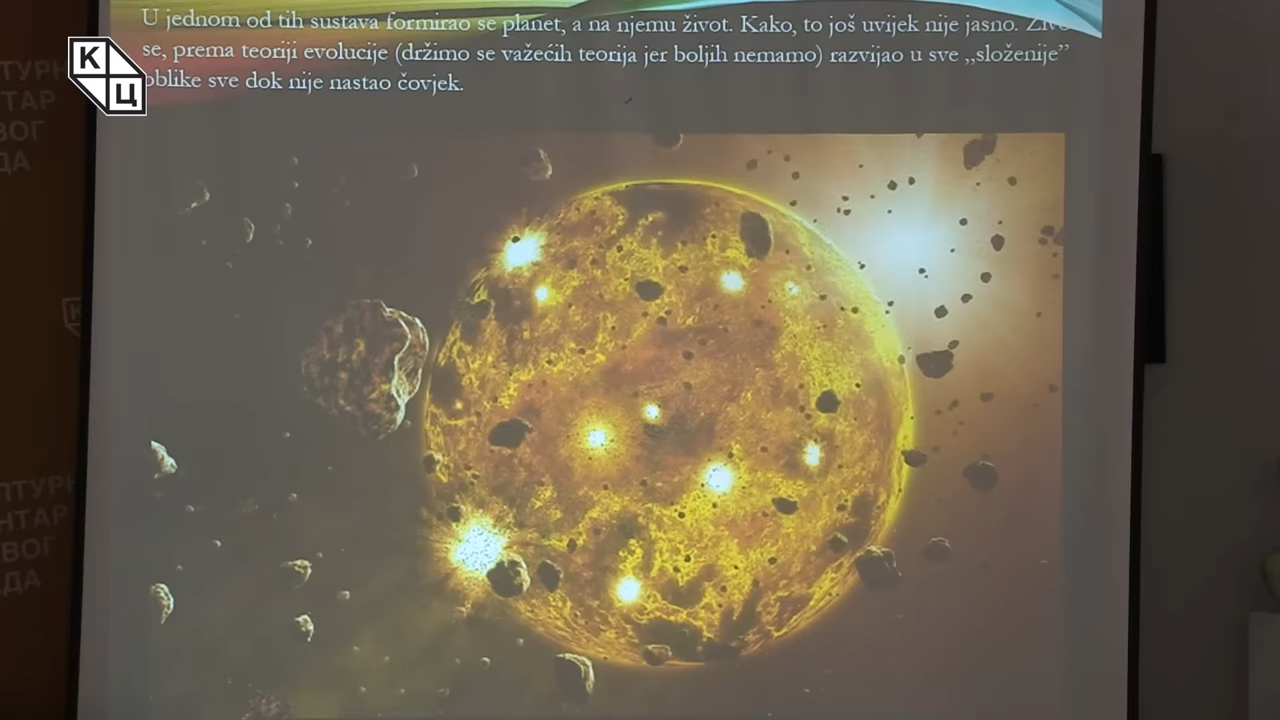 U jednom od tih sustava formirao se planet, a na njemu život. Kako, to još uvijek nije jasno.
se, prema teoriji evolucije (držimo se važećih teorija jer boljih nemamo) razvijao u sve „složenije”
oblike sve dok nije nastao čovjek.
К
Ц